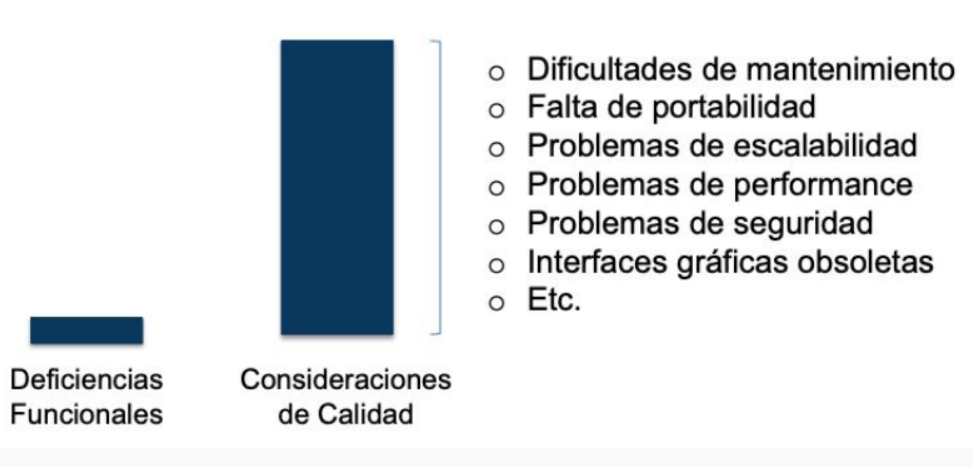 Dificultades de mantenimiento
Falta de portabilidad
Problemas de escalabilidad
Problemas de performance
Problemas de seguridad
Interfaces gráficas obsoletas
Etc.
Deficiencias
Funcionales
Consideraciones
de Calidad